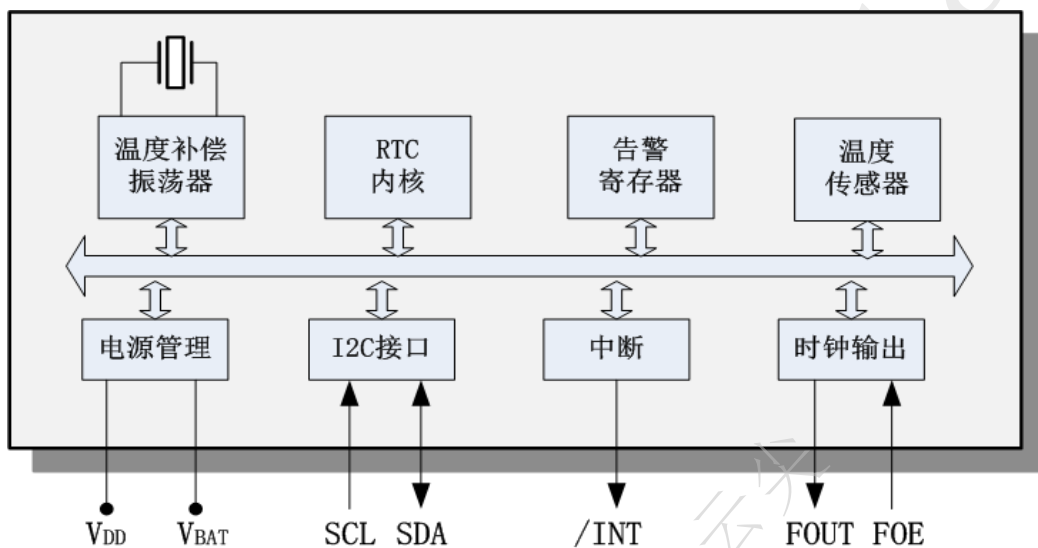 温度补偿
振荡器
RTC
内核
告警
寄存器
温度
传感器
电源管理
I2C接口
中断
时钟输出
VDD
VBAT
SCL
SDA
/INT
FOUT
FOE